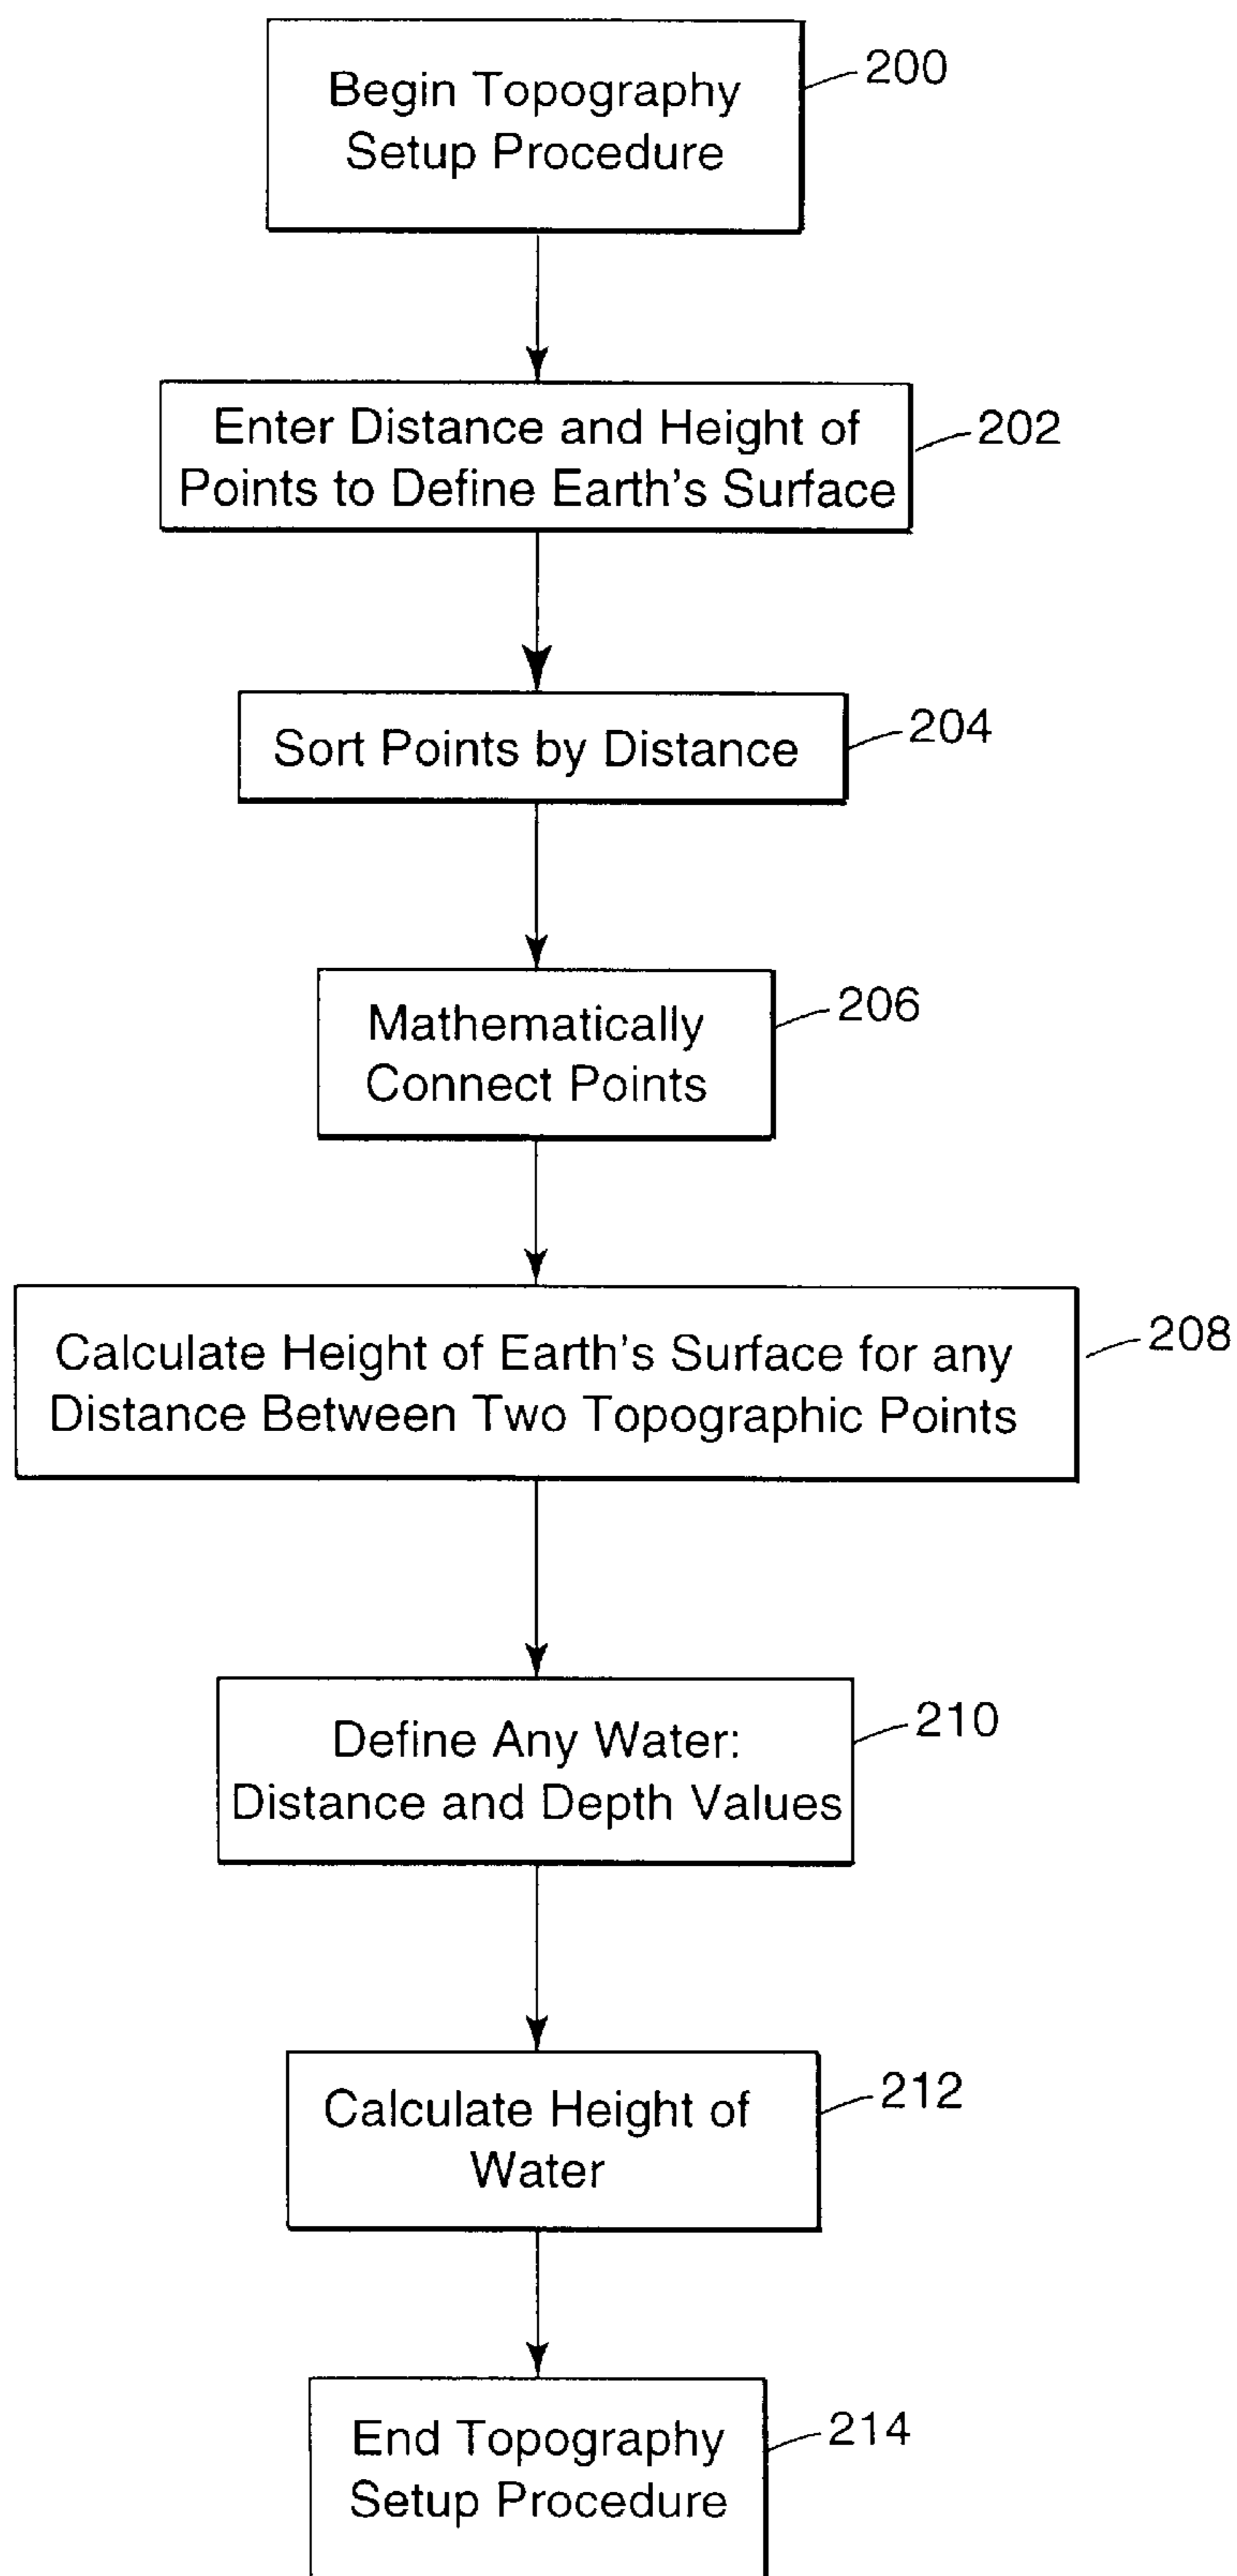 Begin Topography
Setup Procedure
200
Enter Distance and Height of
Points to Define Earth's Surface
202
Sort Points by Distance
204
Mathematically
Connect Points
206
Calculate Height of Earth's Surface for any
Distance Between Two Topographic Points
208
Define Any Water:
Distance and Depth Values
210
Calculate Height of
Water
212
End Topography
Setup Procedure
214